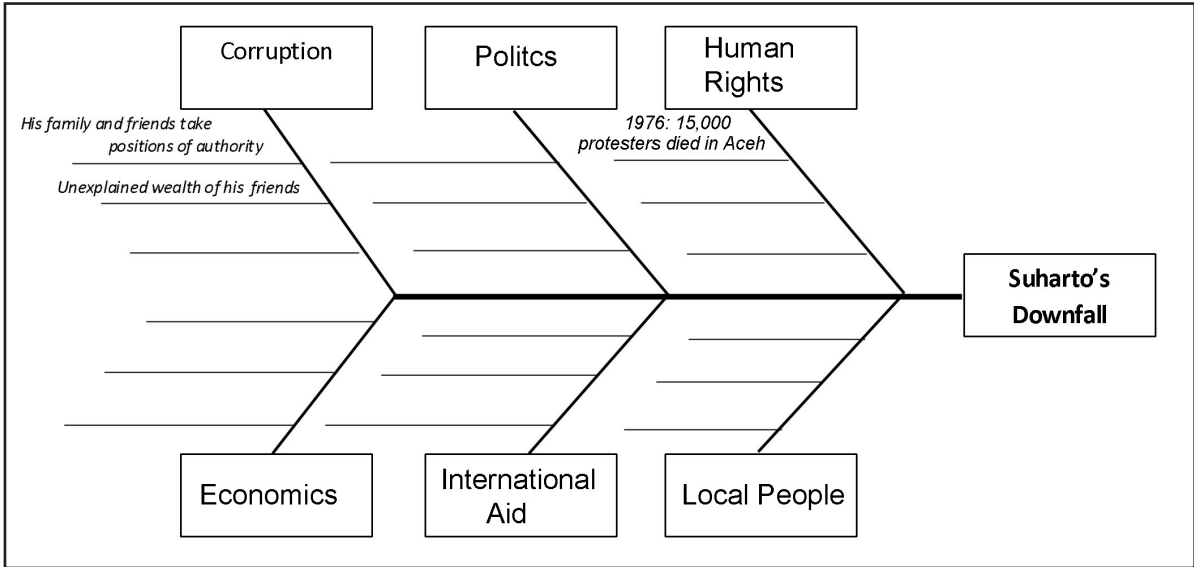 Corruption
Politcs
Human
Rights
His family and friends take
positions of authority
Unexplained wealth of his friends
1976: 15,000
protesters died in Aceh
Suharto's
Downfall
Economics
International
Aid
Local People